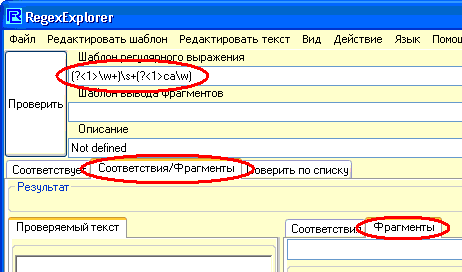 RegexExplorer
Файл Редактировать шаблон Редактировать текст Вид Действие Язык Помощ
Шаблон регулярного выражения
(?<1>\w+)\s+(?<1>ca\w)
Проверить
Шаблон вывода фрагментов
Описание
Not defined
Соответствует Соответствия/Фрагменты Проверить по списку
Результат
Проверяемый текст Соответствия Фрагменты